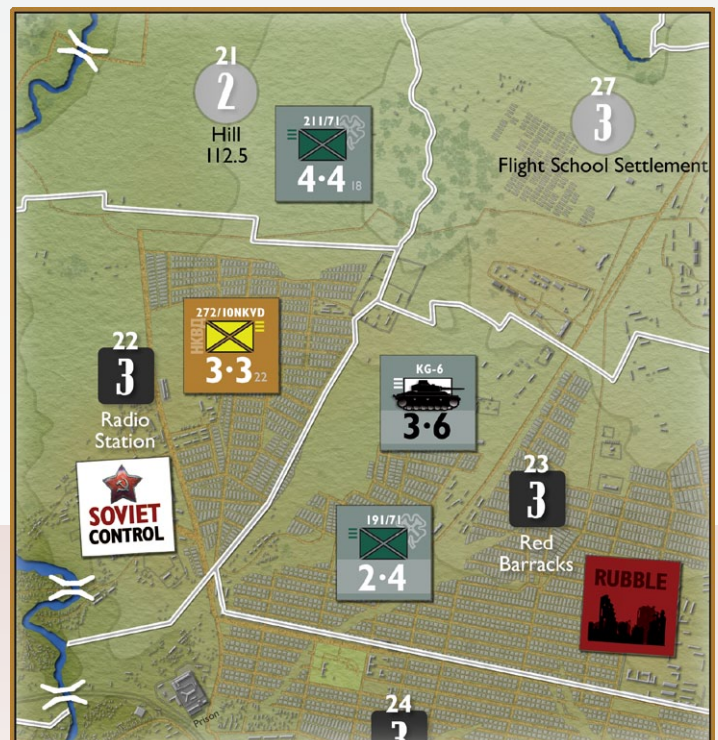 21
2
Hill
112.5
211/71
4-4 18
27
3
Flight School Settlement
272/10NKVD
НКВД
3-3 22
22
3
Radio
Station
SOVIET
CONTROL
KG-6
3-6
23
3
Red
Barracks
191/71
2-4
RUBBLE
Prison
24
3